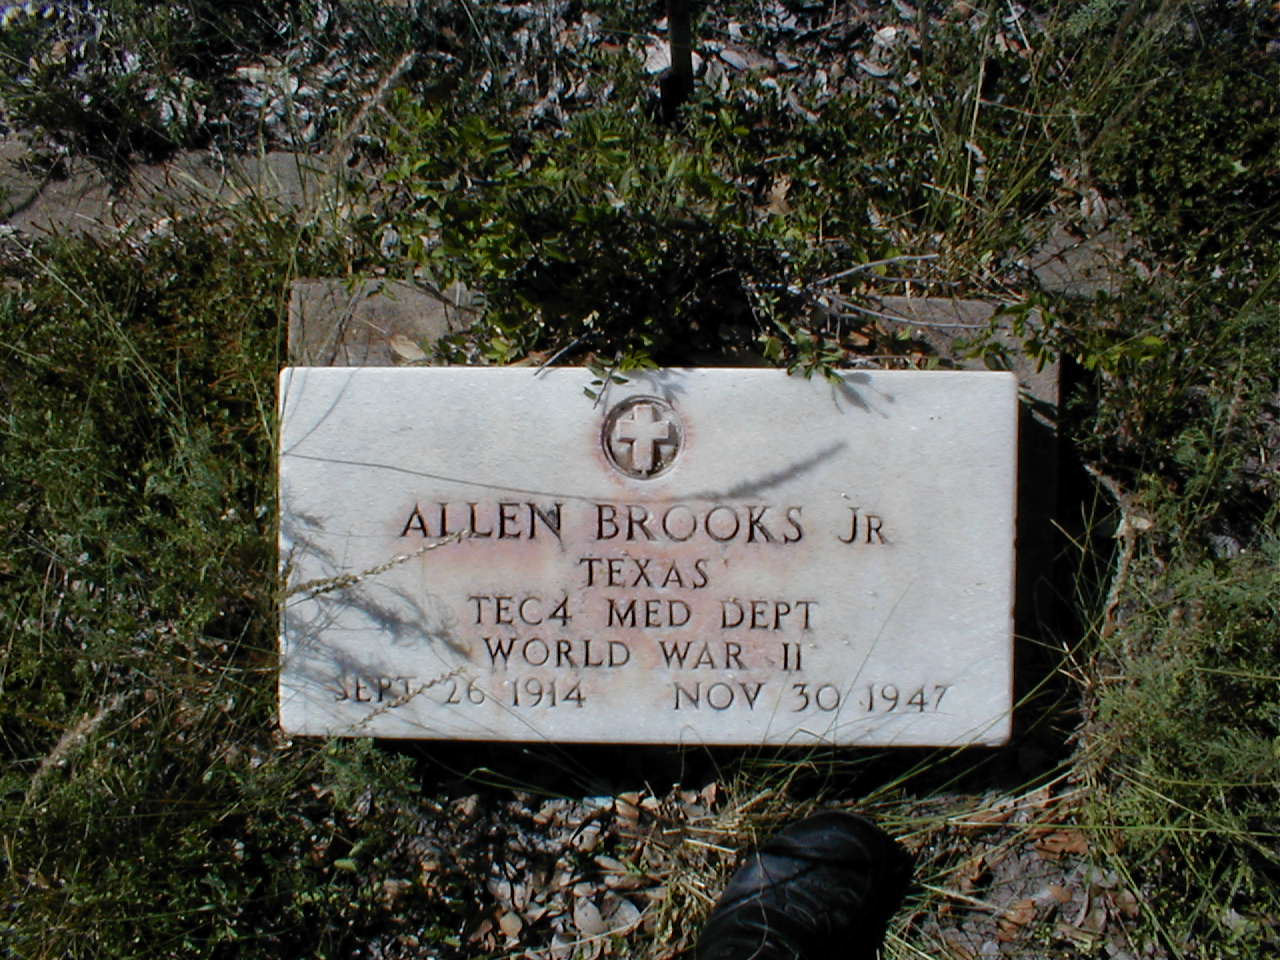 ALLEN BROOKS JR
TEXAS
TEC4 MED DEPT
WORLD WAR II
SEPT 26 1914 NOV 30 1947